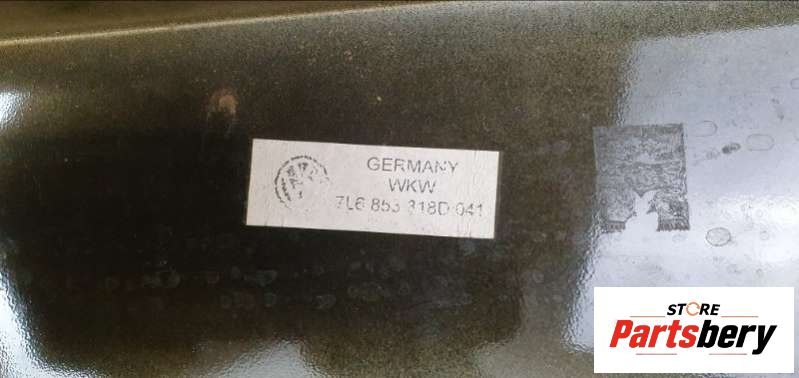 GERMANY
WKW
7L6 853 318D 041
STORE
Partsbery